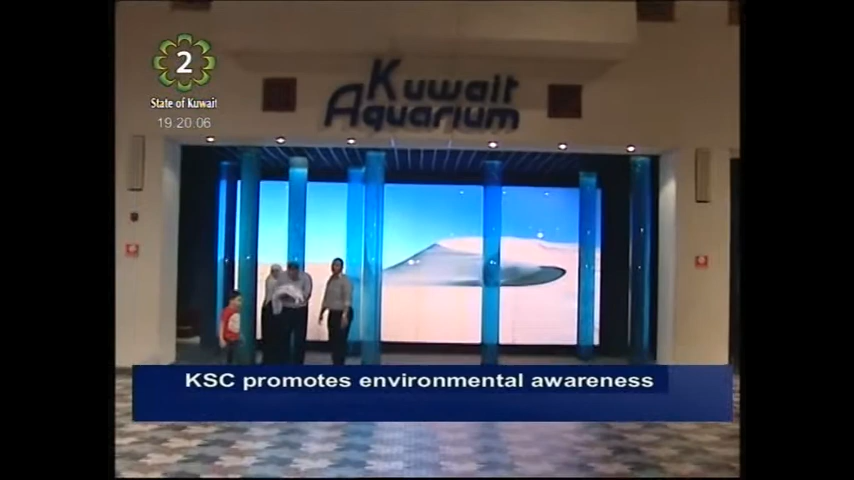 2
State of Kuwait
19.20.06
Kuwait
Aquarium
KSC promotes environmental awareness